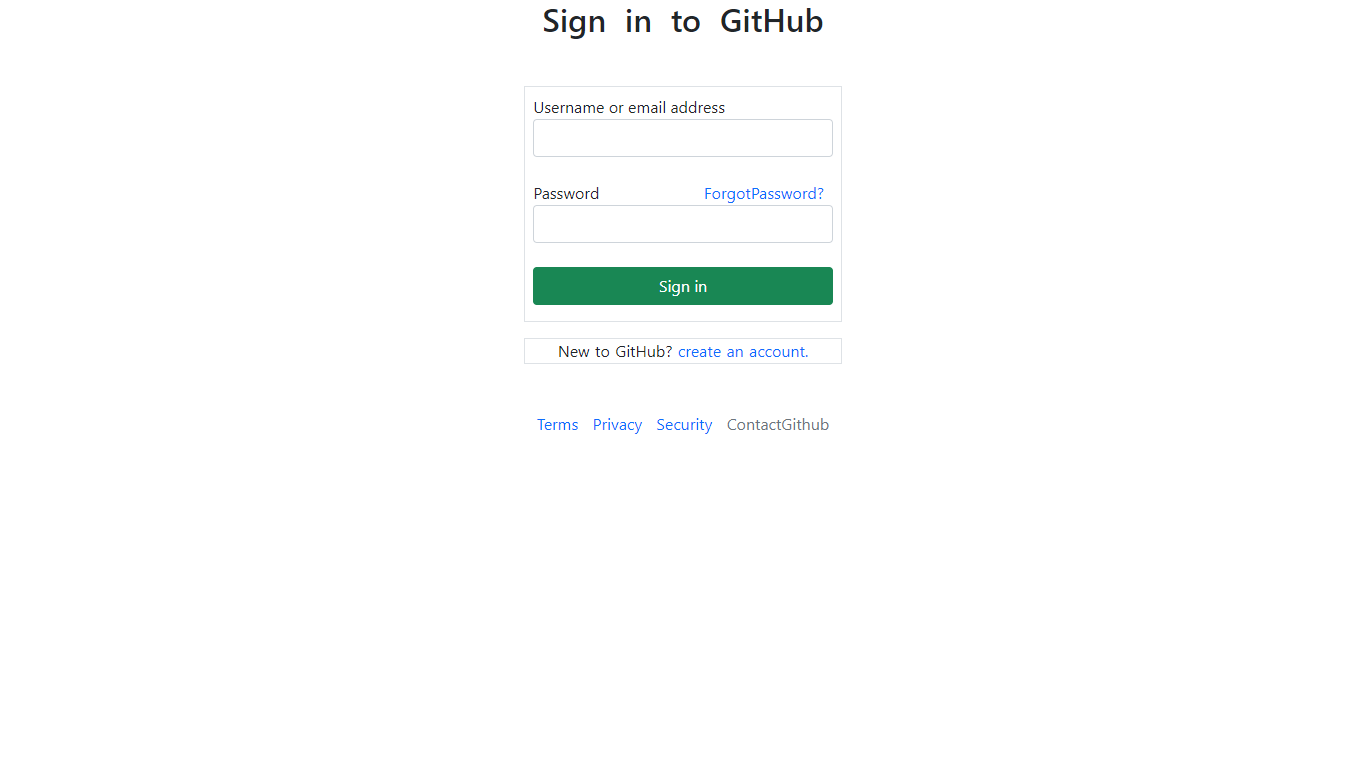 Sign in to GitHub
Username or email address
Password ForgotPassword?
Sign in
New to GitHub? create an account.
Terms Privacy Security ContactGithub